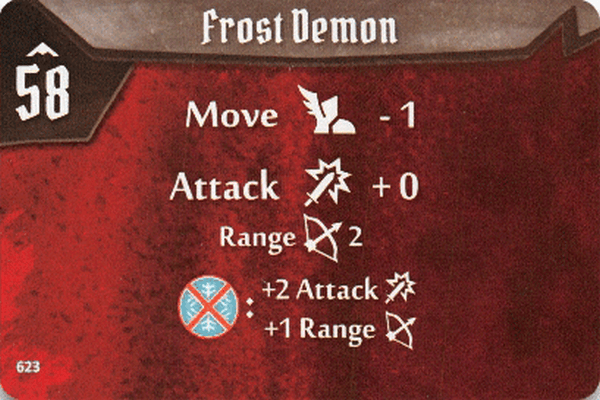 Frost Demon
58
Move - 1
Attack + 0
Range 2
: +2 Attack
+1 Range
623